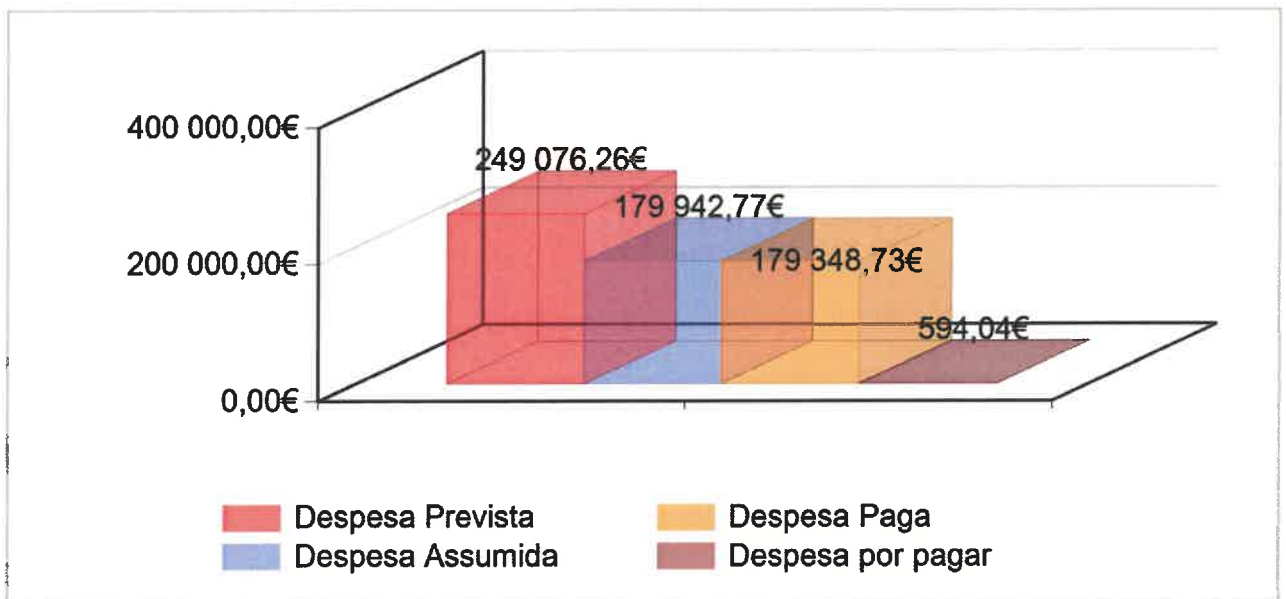 400 000,00€
249 076,26€
179 942,77€
200 000,00€
179 348,73€
594,04€
0,00€
Despesa Prevista
Despesa Paga
Despesa Assumida
Despesa por pagar